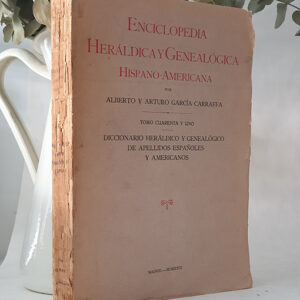 ENCICLOPEDIA
HERÁLDICA Y GENEALÓGICA
HISPANO-AMERICANA
POR
ALBERTO Y ARTURO GARCÍA CARRAFFA
TOMO CUARENTA Y UNO
DICCIONARIO HERÁLDICO Y GENEALÓGICO
DE APELLIDOS ESPAÑOLES
Y AMERICANOS